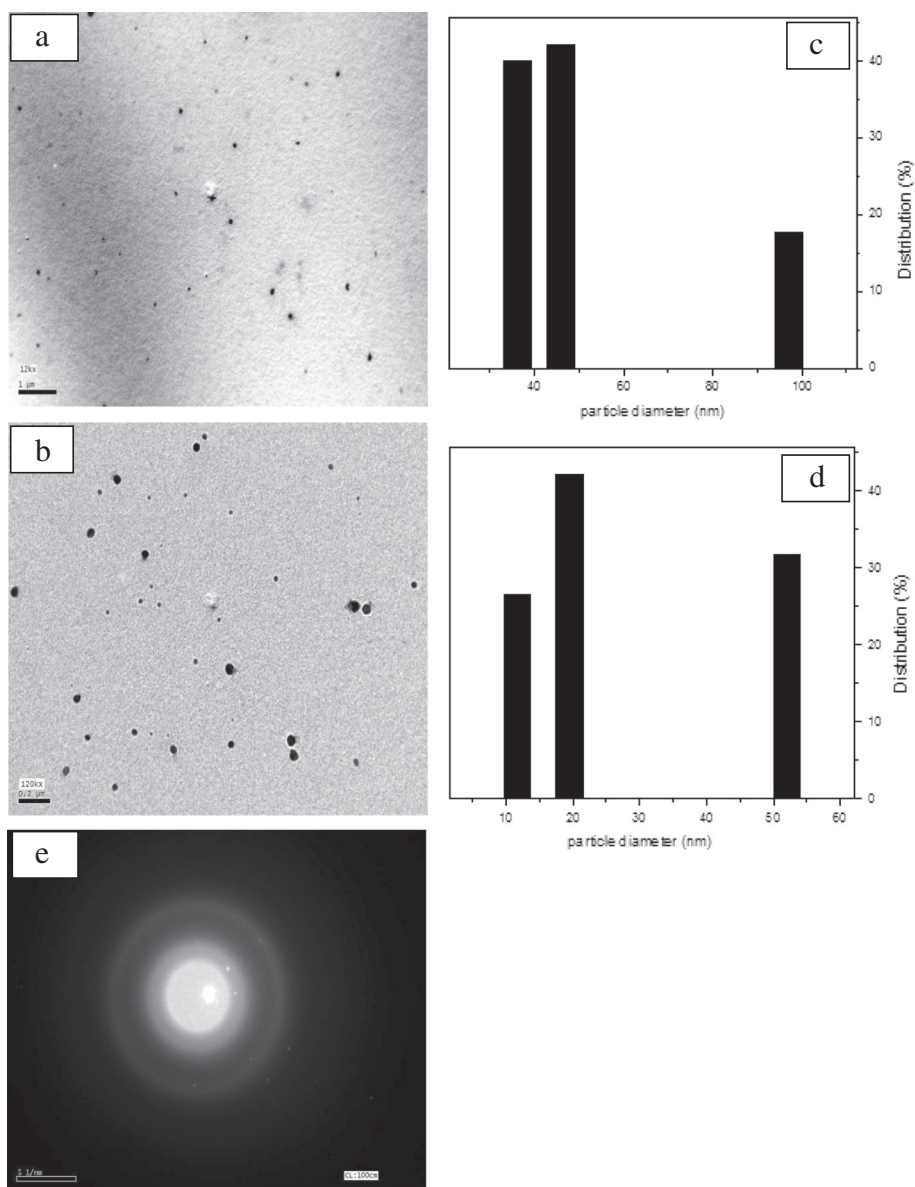 a
12kx
1 µm
c
40
30
20
10
0
Distribution (%)
40
60
80
100
particle diameter (nm)
b
120kx
0.2 µm
d
40
30
20
10
0
Distribution (%)
10
20
30
40
50
60
particle diameter (nm)
e
5 1/nm
CL:100cm